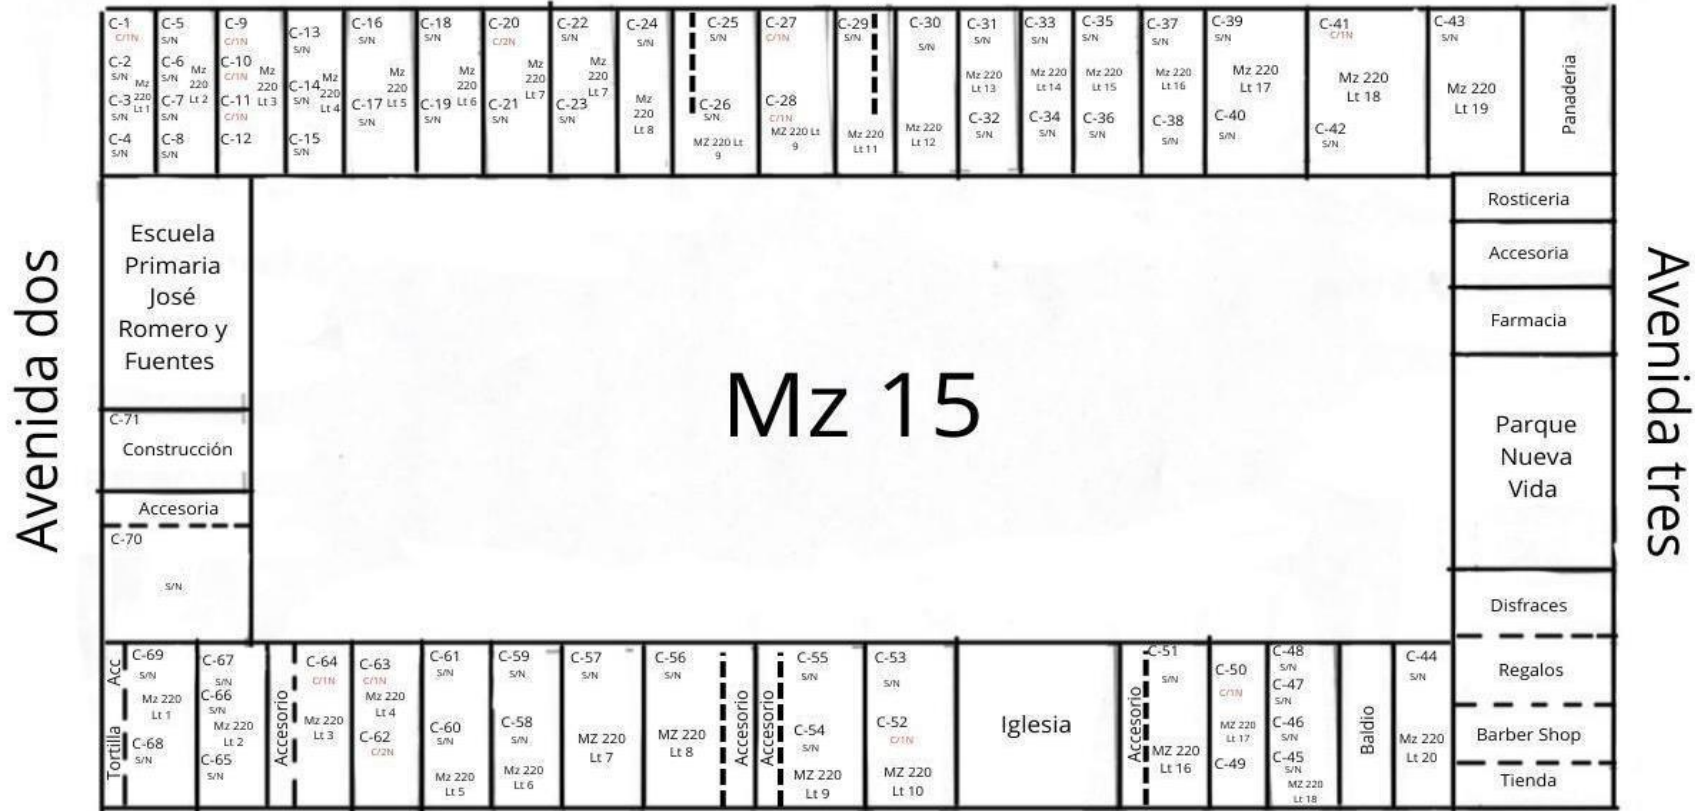 C-1
C/1N
C-2
S/N
C-3
S/N
C-4
S/N
Mz
220
Lt 1
C-5
S/N
C-6
S/N
C-7
S/N
C-8
S/N
Mz
220
Lt 2
C-9
C/1N
C-10
C/1N
C-11
C/1N
C-12
Mz
220
Lt 3
C-13
S/N
C-14
S/N
C-15
S/N
Mz
220
Lt 4
C-16
S/N
C-17
S/N
Mz
220
Lt 5
C-18
S/N
C-19
S/N
Mz
220
Lt 6
C-20
C/2N
C-21
S/N
Mz
220
Lt 7
C-22
S/N
C-23
S/N
Mz
220
Lt 7
C-24
S/N
Mz
220
Lt 8
C-25
S/N
C-26
S/N
MZ 220 Lt
9
C-27
C/1N
C-28
C/1N
MZ 220 Lt
9
C-29
S/N
Mz 220
Lt 11
C-30
S/N
Mz 220
Lt 12
C-31
S/N
Mz 220
Lt 13
C-32
S/N
C-33
S/N
Mz 220
Lt 14
C-34
S/N
C-35
S/N
Mz 220
Lt 15
C-36
S/N
C-37
S/N
Mz 220
Lt 16
C-38
S/N
C-39
S/N
Mz 220
Lt 17
C-40
S/N
C-41
C/1N
Mz 220
Lt 18
C-42
S/N
C-43
S/N
Mz 220
Lt 19
Panaderia
Avenida dos
Escuela
Primaria
José
Romero y
Fuentes
C-71
Construcción
Accesoria
C-70
S/N
Mz 15
Rosticeria
Accesoria
Farmacia
Parque
Nueva
Vida
Disfraces
Regalos
Barber Shop
Tienda
Avenida tres
Tortilla Acc
C-69
S/N
Mz 220
Lt 1
C-68
S/N
C-67
S/N
C-66
S/N
Mz 220
Lt 2
C-65
S/N
Accesorio
C-64
C/1N
Mz 220
Lt 3
C-63
C/1N
Mz 220
Lt 4
C-62
C/2N
C-61
S/N
C-60
S/N
Mz 220
Lt 5
C-59
S/N
C-58
S/N
Mz 220
Lt 6
C-57
S/N
MZ 220
Lt 7
C-56
S/N
MZ 220
Lt 8
Accesorio
Accesorio
C-55
S/N
C-54
S/N
MZ 220
Lt 9
C-53
S/N
C-52
C/1N
MZ 220
Lt 10
Iglesia
Accesorio
C-51
S/N
MZ 220
Lt 16
C-50
C/1N
MZ 220
Lt 17
C-49
C-48
S/N
C-47
S/N
C-46
S/N
C-45
S/N
MZ 220
Lt 18
Baldio
C-44
S/N
Mz 220
Lt 20